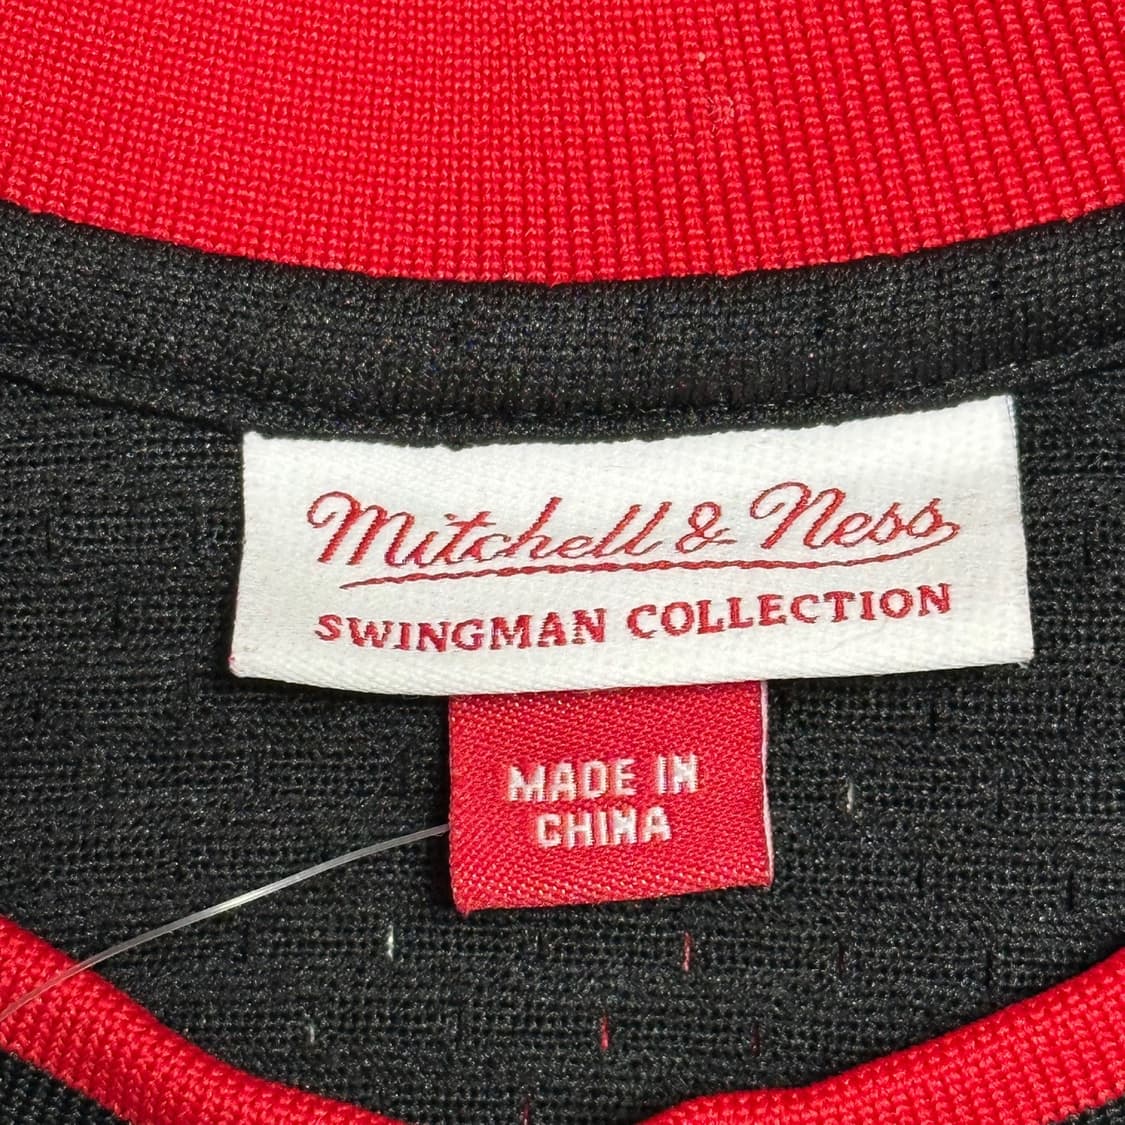 Mitchell & Ness
SWINGMAN COLLECTION
MADE IN
CHINA